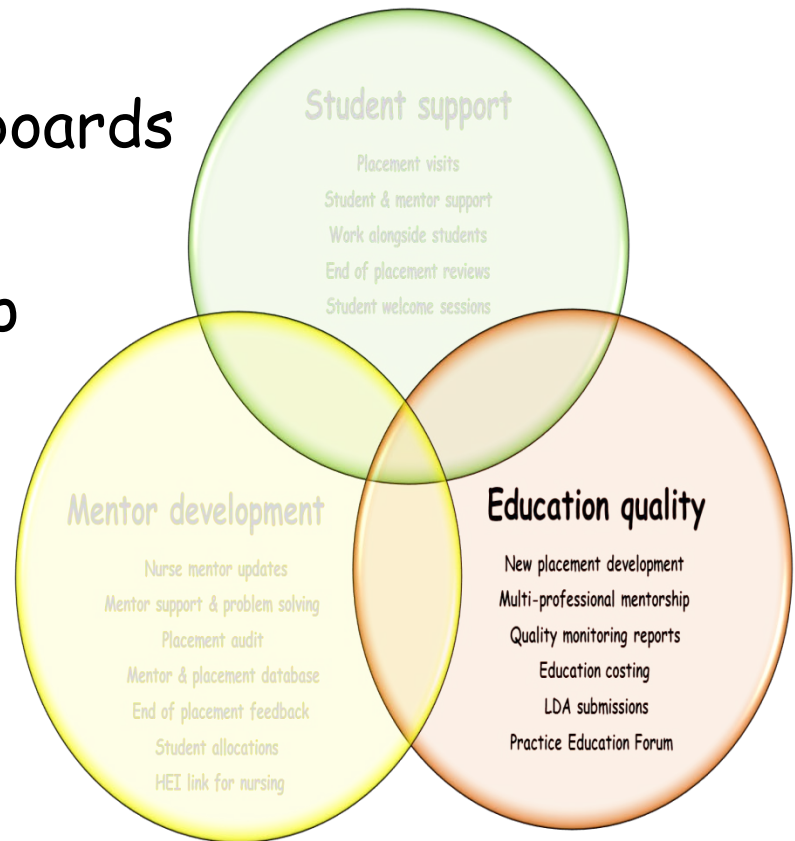 Student support
oards
Placement visits
Student & mentor support
Work alongside students
End of placement reviews
Student welcome sessions
Mentor development
Nurse mentor updates
Mentor support & problem solving
Placement audit
Mentor & placement database
End of placement feedback
Student allocations
HEI link for nursing
Education quality
New placement development
Multi-professional mentorship
Quality monitoring reports
Education costing
LDA submissions
Practice Education Forum